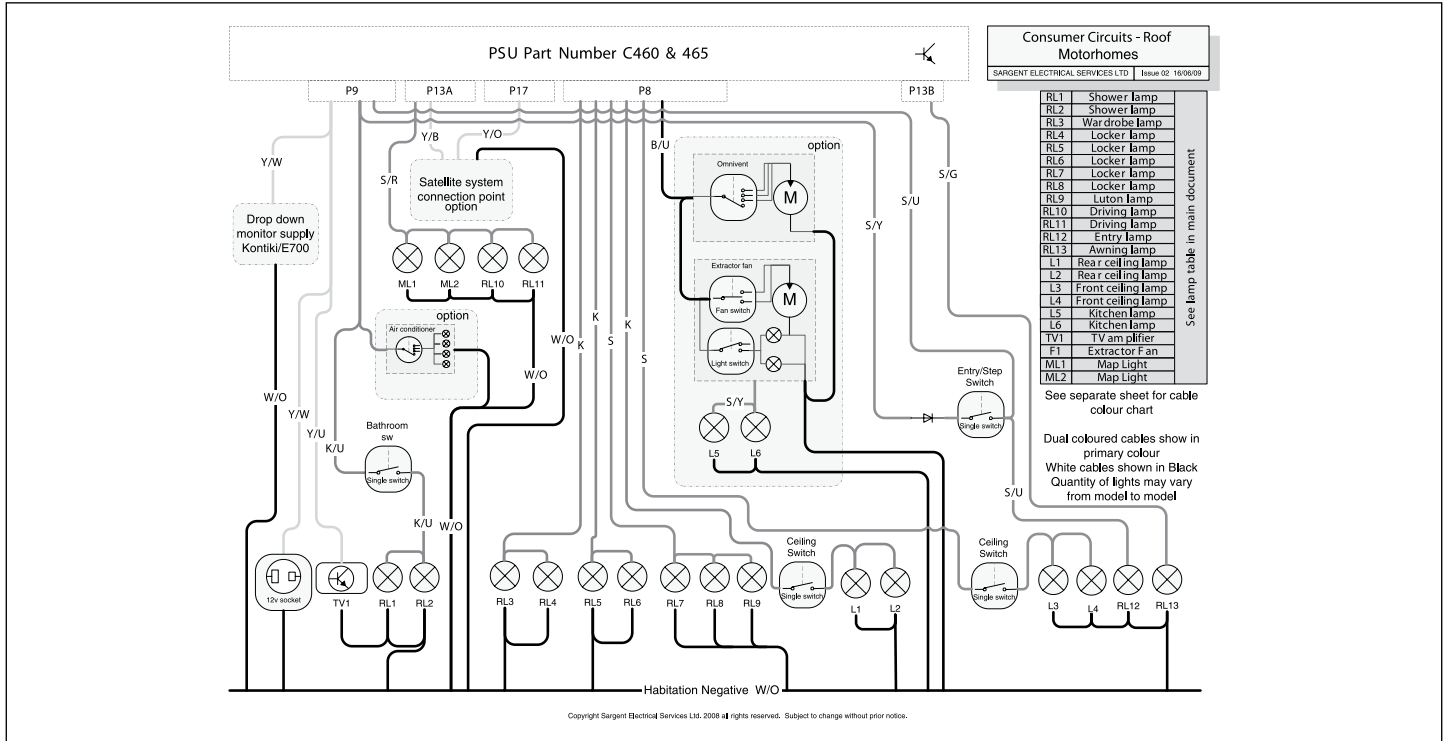 PSU Part Number C460 & 465
Consumer Circuits - Roof
Motorhomes
SARGENT ELECTRICAL SERVICES LTD Issue 02 16/06/09
P9 P13A P17 P8 P13B
RL1 Shower lamp
RL2 Shower lamp
RL3 Wardrobe lamp
RL4 Locker lamp
RL5 Locker lamp
RL6 Locker lamp
RL7 Locker lamp
RL8 Locker lamp
RL9 Luton lamp
RL10 Driving lamp
RL11 Driving lamp
RL12 Entry lamp
RL13 Awning lamp
L1 Rear ceiling lamp
L2 Rear ceiling lamp
L3 Front ceiling lamp
L4 Front ceiling lamp
L5 Kitchen lamp
L6 Kitchen lamp
TV1 TV amplifier
F1 Extractor Fan
ML1 Map Light
ML2 Map Light
See lamp table in main document
See separate sheet for cable
colour chart
Dual coloured cables show in
primary colour
White cables shown in Black
Quantity of lights may vary
from model to model
Y/W
Y/B
Y/O
B/U
S/R
S/G
S/U
S/Y
Satellite system
connection point
option
Drop down
monitor supply
Kontiki/E700
option
Omnivent
M
Extractor fan
M
Fan switch
Light switch
S/Y
L5 L6
ML1 ML2 RL10 RL11
option
Air conditioner
K
K
S
K
S
W/O
W/O
W/O
Y/W
Y/U
K/U
Bathroom
sw
Single switch
K/U
W/O
Entry/Step
Switch
Single switch
S/U
Ceiling
Switch
Single switch
Ceiling
Switch
Single switch
12v socket
TV1 RL1 RL2 RL3 RL4 RL5 RL6 RL7 RL8 RL9 L1 L2 L3 L4 RL12 RL13
Habitation Negative W/O
Copyright Sargent Electrical Services Ltd. 2008 all rights reserved. Subject to change without prior notice.